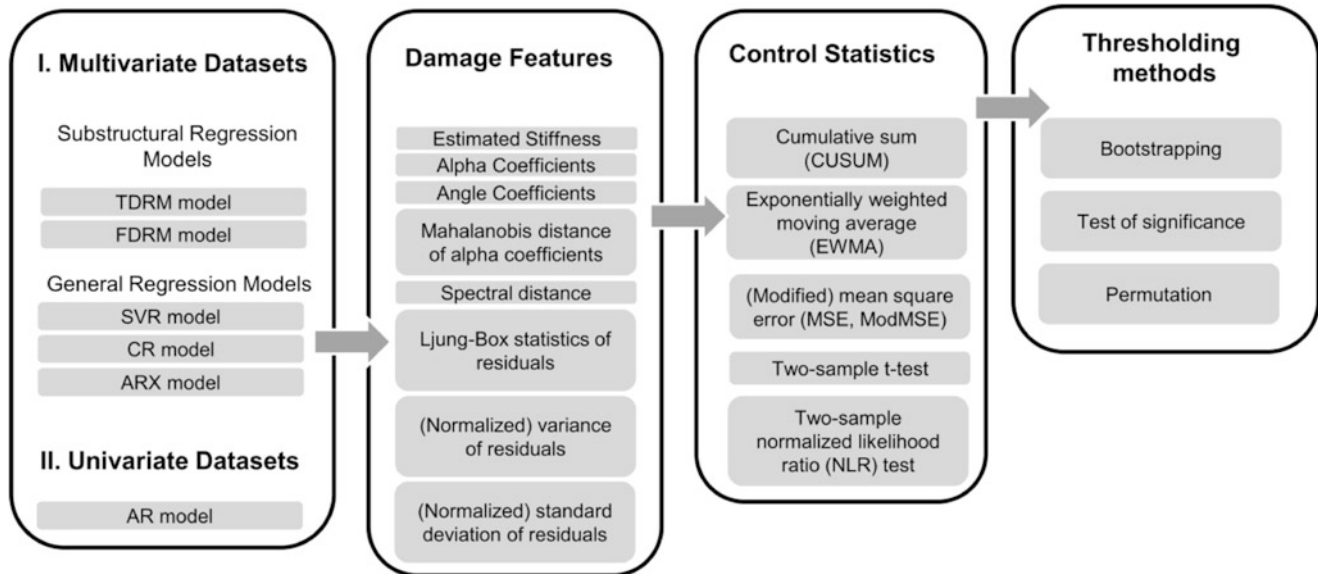 I. Multivariate Datasets
Substructural Regression
Models
TDRM model
FDRM model
General Regression Models
SVR model
CR model
ARX model
II. Univariate Datasets
AR model
Damage Features
Estimated Stiffness
Alpha Coefficients
Angle Coefficients
Mahalanobis distance
of alpha coefficients
Spectral distance
Ljung-Box statistics of
residuals
(Normalized) variance
of residuals
(Normalized) standard
deviation of residuals
Control Statistics
Cumulative sum
(CUSUM)
Exponentially weighted
moving average
(EWMA)
(Modified) mean square
error (MSE, ModMSE)
Two-sample t-test
Two-sample
normalized likelihood
ratio (NLR) test
Thresholding
methods
Bootstrapping
Test of significance
Permutation